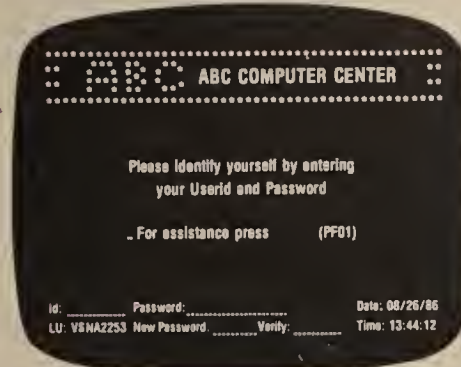 ABC ABC COMPUTER CENTER
Please identify yourself by entering
your Userid and Password
For assistance press (PF01)
Id: Password: Date: 08/26/86
LU: VSNA2253 New Password. Verify: Time: 13:44:12